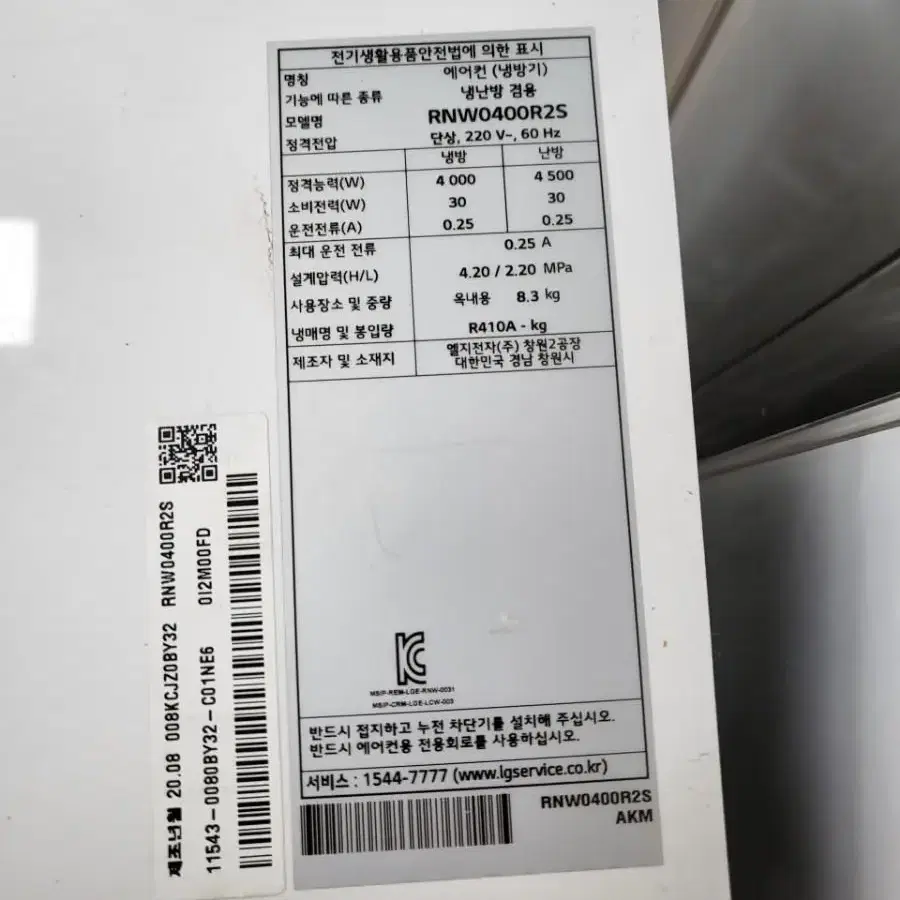 전기생활용품안전법에 의한 표시
명칭 에어컨 (냉방기)
기능에 따른 종류 냉난방 겸용
모델명 RNW0400R2S
정격전압 단상, 220 V~, 60 Hz
냉방 난방
정격능력(W) 4 000 4 500
소비전력(W) 30 30
운전전류(A) 0.25 0.25
최대 운전 전류 0.25 A
설계압력(H/L) 4.20 / 2.20 MPa
사용장소 및 중량 옥내용 8.3 kg
냉매명 및 봉입량 R410A - kg
제조자 및 소재지 엘지전자(주) 창원2공장
대한민국 경남 창원시
MSIP-REM-LGE-RNW-0031
MSIP-CRM-LGE-LCW-003
반드시 접지하고 누전 차단기를 설치해 주십시오.
반드시 에어컨용 전용회로를 사용하십시오.
서비스 : 1544-7777 (www.lgservice.co.kr)
RNW0400R2S
AKM
제조년월 20.08 008KCJZ0BY32 RNW0400R2S
11543-0080BY32-C01NE6 0I2M00FD